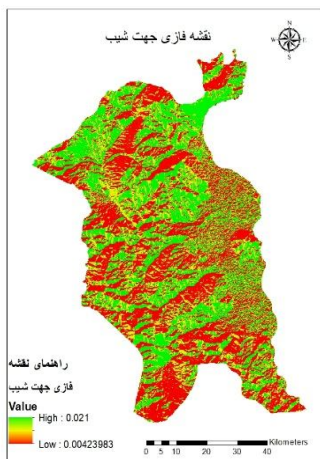 نقشه فازی جهت شیب
N
W E
S
راهنمای نقشه
فازی جهت شیب
Value
High : 0.021
Low : 0.00423983
Kilometers
0 5 10 20 30 40